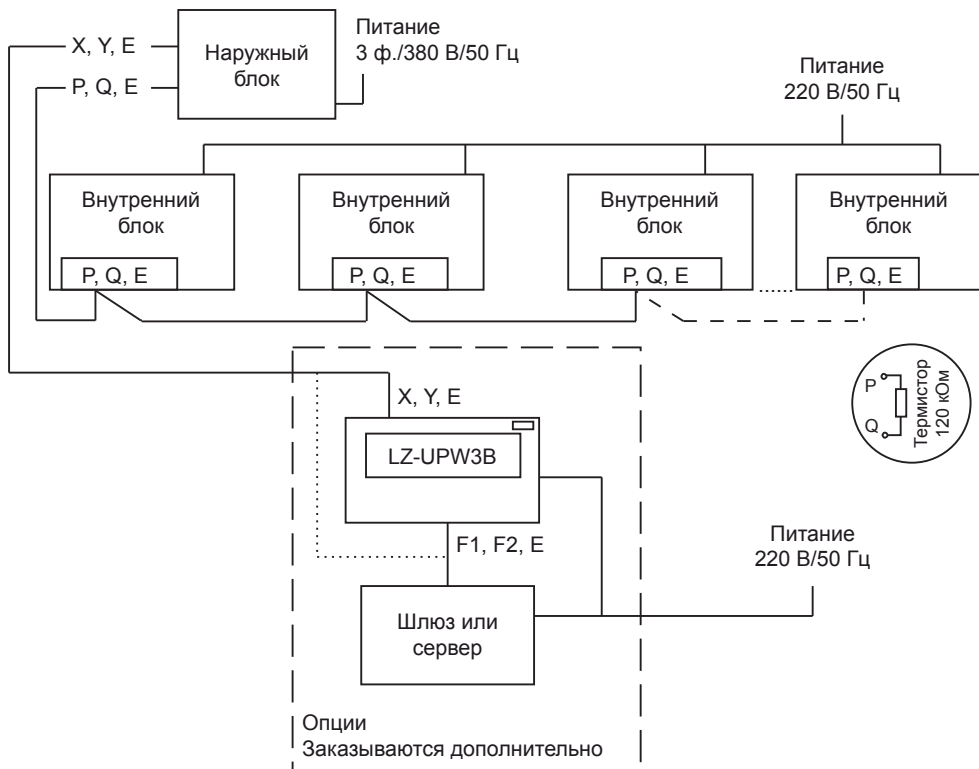 X, Y, E
P, Q, E
Наружный
блок
Питание
3 ф./380 В/50 Гц
Питание
220 В/50 Гц
Внутренний
блок
P, Q, E
Внутренний
блок
P, Q, E
Внутренний
блок
P, Q, E
Внутренний
блок
P, Q, E
X, Y, E
LZ-UPW3B
F1, F2, E
Шлюз или
сервер
Опции
Заказываются дополнительно
P
Q
Термистор
120 кОм
Питание
220 В/50 Гц